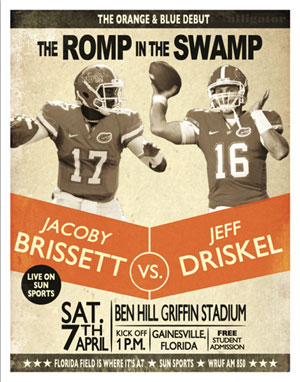 THE ORANGE & BLUE DEBUT
alligator
THE ROMP IN THE SWAMP
17
16
JACOBY
BRISSETT
VS.
JEFF
DRISKEL
LIVE ON
SUN
SPORTS
SAT.
7TH
APRIL
BEN HILL GRIFFIN STADIUM
KICK OFF
1 P.M.
GAINESVILLE,
FLORIDA
FREE
STUDENT
ADMISSION
★★★ FLORIDA FIELD IS WHERE IT'S AT ★ SUN SPORTS ★ WRUF AM 850 ★★★